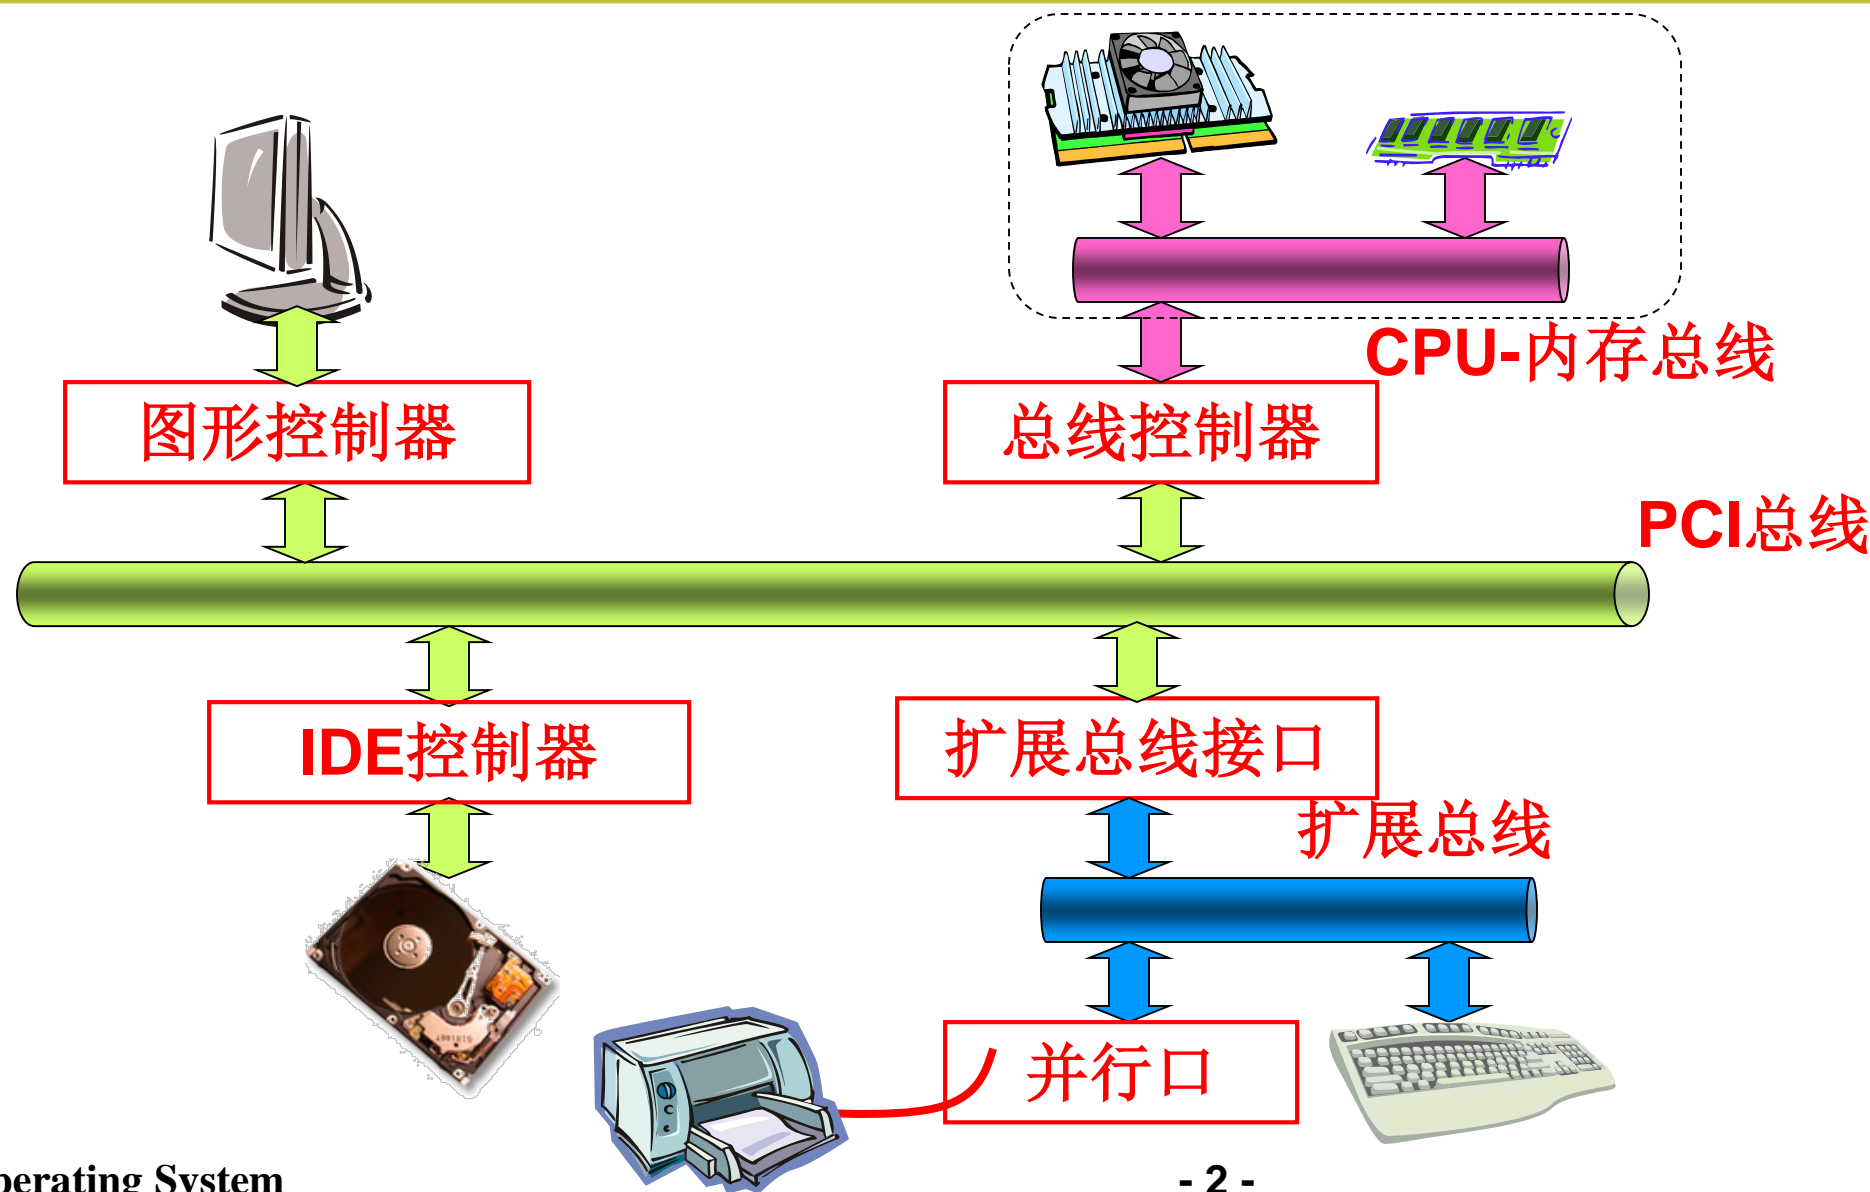 CPU-内存总线
图形控制器
总线控制器
PCI总线
IDE控制器
扩展总线接口
扩展总线
并行口
perating System
- 2 -